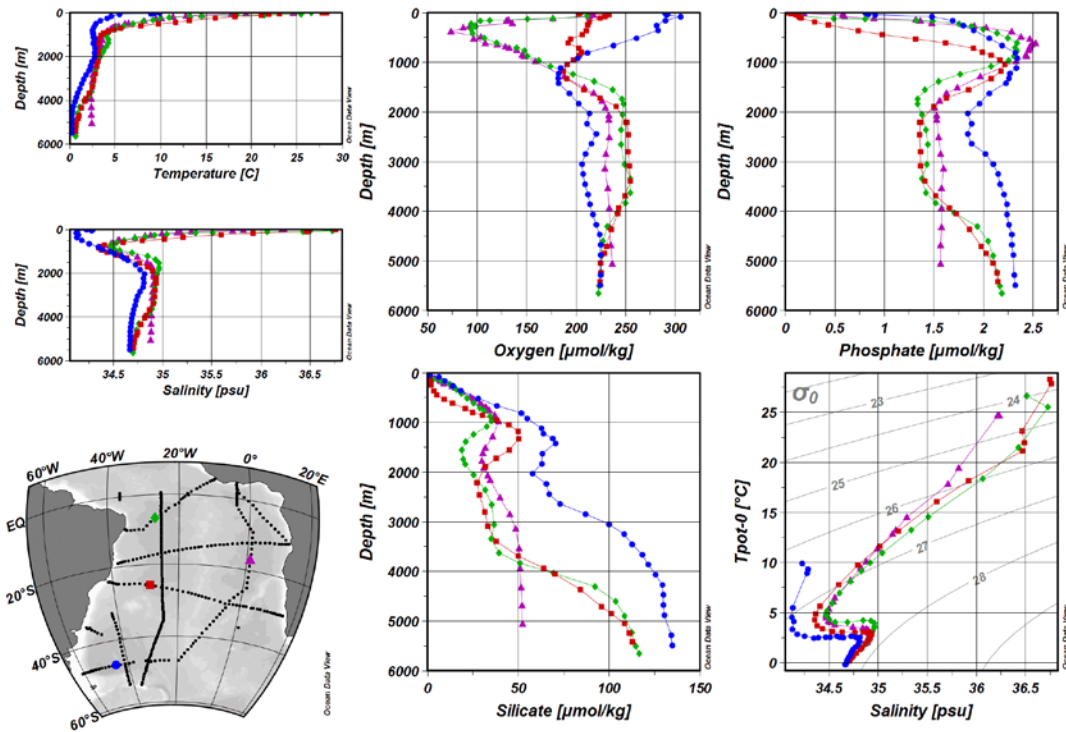 0
2000
4000
6000
Depth [m]
0 5 10 15 20 25 30
Temperature [C]
Ocean Data View
0
2000
4000
6000
Depth [m]
34.5 35 35.5 36 36.5
Salinity [psu]
Ocean Data View
60°W 40°W 20°W 0° 20°E
EQ
20°S
40°S
60°S
Ocean Data View
0
1000
2000
3000
4000
5000
6000
Depth [m]
50 100 150 200 250 300
Oxygen [µmol/kg]
Ocean Data View
0
1000
2000
3000
4000
5000
6000
Depth [m]
0 0.5 1 1.5 2 2.5
Phosphate [µmol/kg]
Ocean Data View
0
1000
2000
3000
4000
5000
6000
Depth [m]
0 50 100 150
Silicate [µmol/kg]
Ocean Data View
σ0
23
24
25
26
27
28
25
20
15
10
5
0
Tpot-0 [°C]
34.5 35 35.5 36 36.5
Salinity [psu]
Ocean Data View